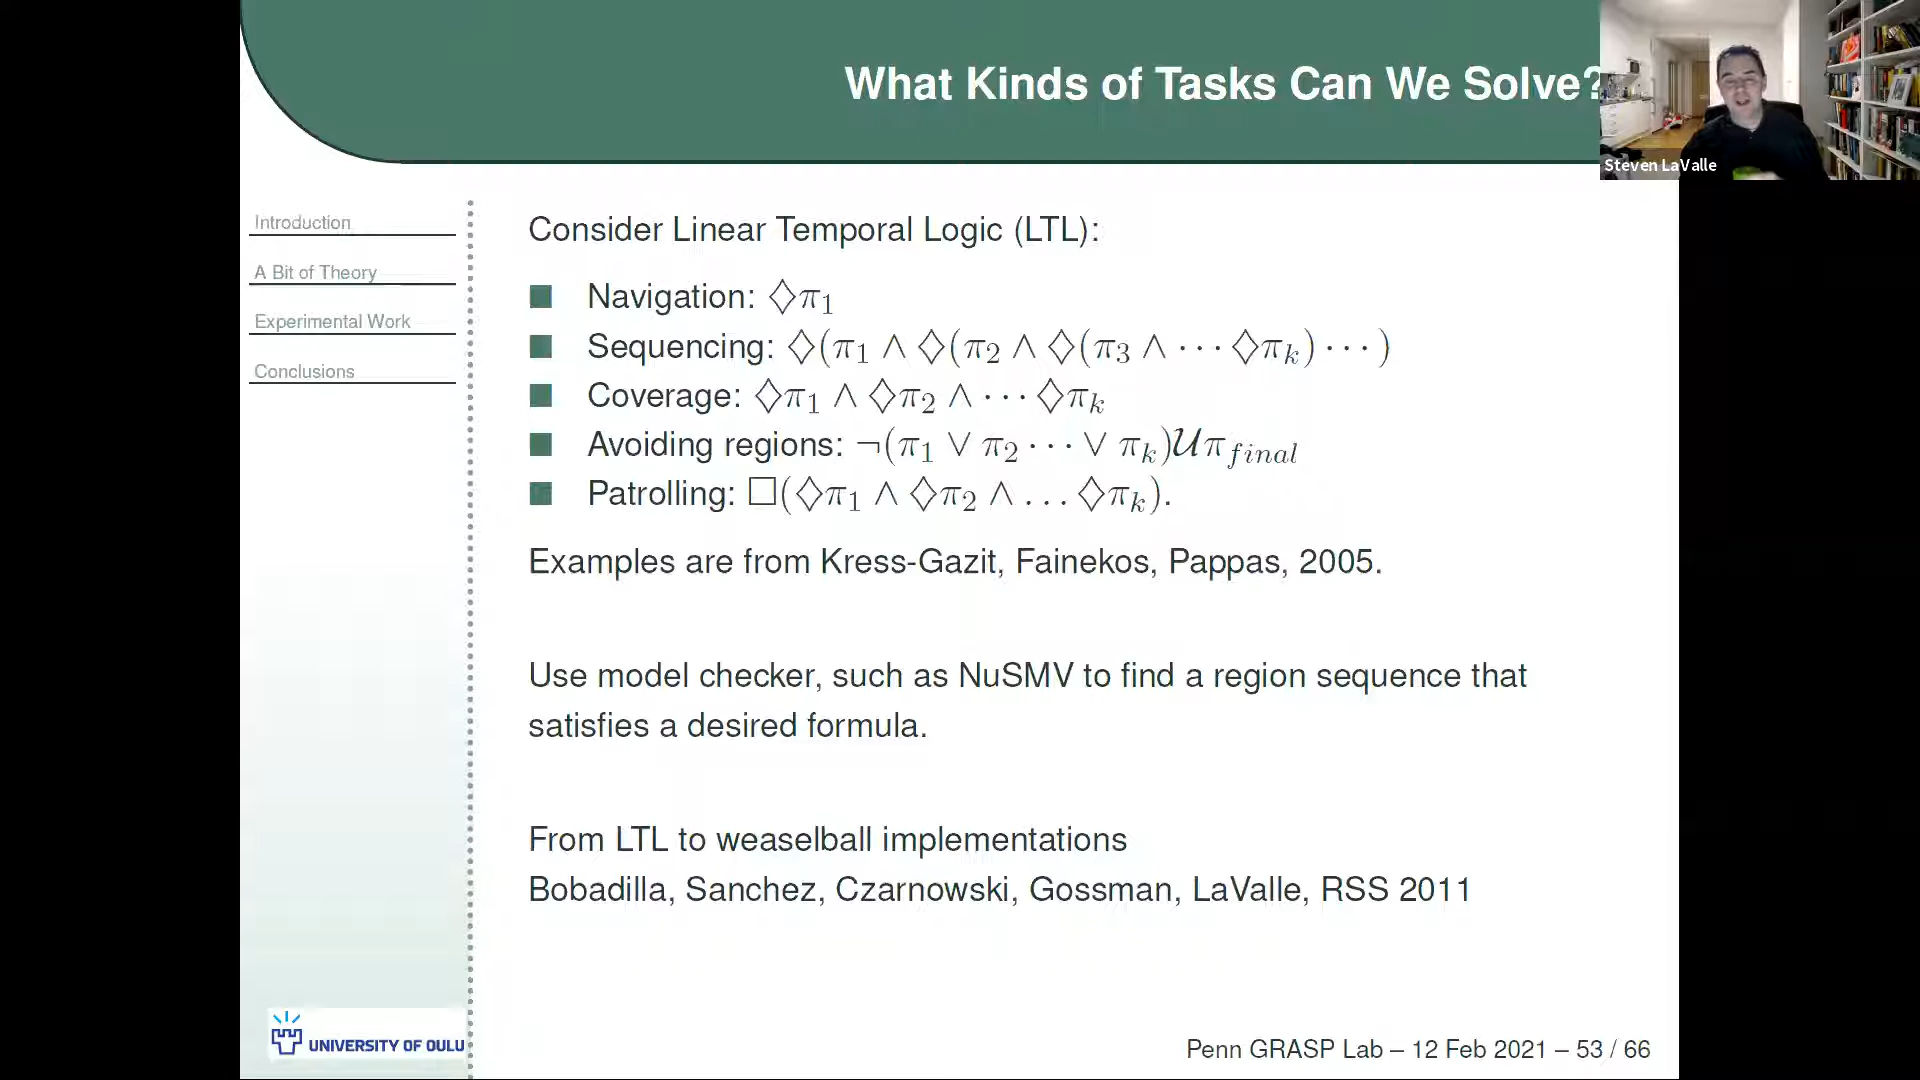 What Kinds of Tasks Can We Solve?
Steven LaValle
Introduction
A Bit of Theory
Experimental Work
Conclusions
Consider Linear Temporal Logic (LTL):
Navigation: ◇π₁
Sequencing: ◇(π₁ ∧ ◇(π₂ ∧ ◇(π₃ ∧ ··· ◇πₖ) ··· )
Coverage: ◇π₁ ∧ ◇π₂ ∧ ··· ◇πₖ
Avoiding regions: ¬(π₁ ∨ π₂ ··· ∨ πₖ)𝒰π_final
Patrolling: □(◇π₁ ∧ ◇π₂ ∧ ... ◇πₖ).
Examples are from Kress-Gazit, Fainekos, Pappas, 2005.
Use model checker, such as NuSMV to find a region sequence that
satisfies a desired formula.
From LTL to weaselball implementations
Bobadilla, Sanchez, Czarnowski, Gossman, LaValle, RSS 2011
UNIVERSITY OF OULU
Penn GRASP Lab – 12 Feb 2021 – 53 / 66